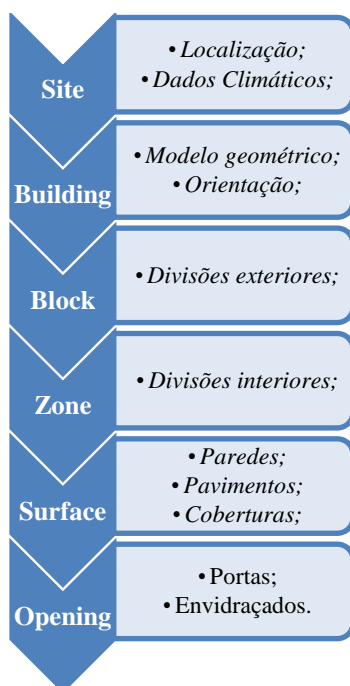 Site
• Localização;
• Dados Climáticos;
Building
• Modelo geométrico;
• Orientação;
Block
• Divisões exteriores;
Zone
• Divisões interiores;
Surface
• Paredes;
• Pavimentos;
• Coberturas;
Opening
• Portas;
• Envidraçados.